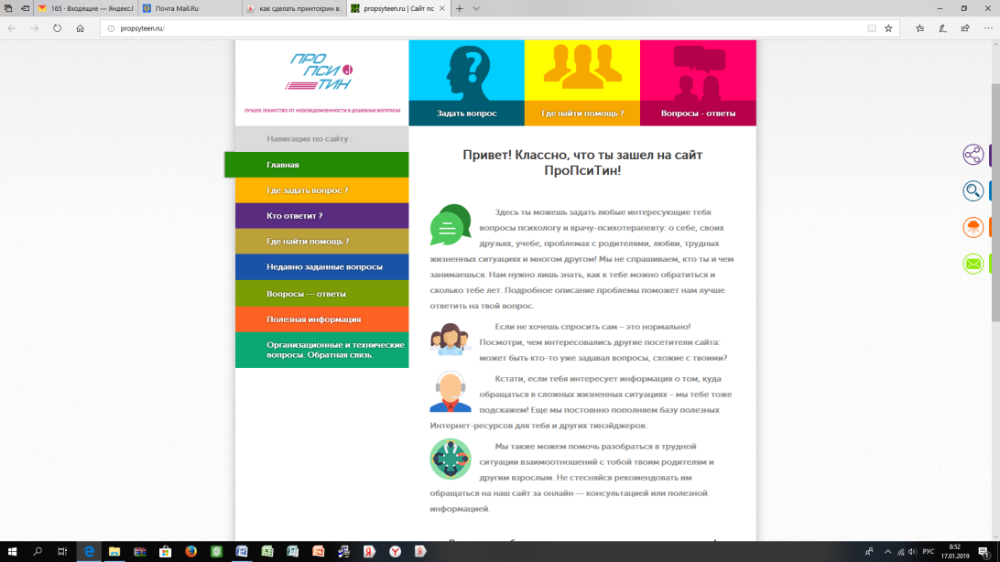 165 · Входящие — Яндекс.П
Почта Mail.Ru
как сделать принтскрин в
propsyteen.ru | Сайт пс
propsyteen.ru/
ПРО
ПСИ
ТИН
ЛУЧШЕЕ ЛЕКАРСТВО ОТ НЕОСВЕДОМЛЕННОСТИ В ДУШЕВНЫХ ВОПРОСАХ
?
Задать вопрос
Где найти помощь ?
Вопросы - ответы
Навигация по сайту :
Главная
Где задать вопрос ?
Кто ответит ?
Где найти помощь ?
Недавно заданные вопросы
Вопросы — ответы
Полезная информация
Организационные и технические
вопросы. Обратная связь.
Привет! Классно, что ты зашел на сайт
ПроПсиТин!
Здесь ты можешь задать любые интересующие тебя
вопросы психологу и врачу-психотерапевту: о себе, своих
друзьях, учебе, проблемах с родителями, любви, трудных
жизненных ситуациях и многом другом! Мы не спрашиваем, кто ты и чем
занимаешься. Нам нужно лишь знать, как к тебе можно обратиться и
сколько тебе лет. Подробное описание проблемы поможет нам лучше
ответить на твой вопрос.
Если не хочешь спросить сам – это нормально!
Посмотри, чем интересовались другие посетители сайта:
может быть кто-то уже задавал вопросы, схожие с твоими?
Кстати, если тебя интересует информация о том, куда
обращаться в сложных жизненных ситуациях – мы тебе тоже
подскажем! Еще мы постоянно пополняем базу полезных
Интернет-ресурсов для тебя и других тинэйджеров.
Мы также можем помочь разобраться в трудной
ситуации взаимоотношений с тобой твоим родителям и
другим взрослым. Не стесняйся рекомендовать им
обращаться на наш сайт за онлайн — консультацией или полезной
информацией.
РУС
8:52
17.01.2019